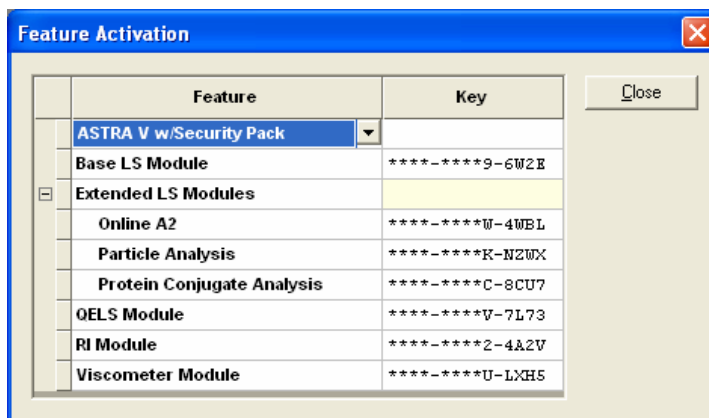 Feature Activation
Feature Key Close
ASTRA V w/Security Pack
Base LS Module ****-****9-6W2E
Extended LS Modules
Online A2 ****-****W-4WBL
Particle Analysis ****-****K-NZWX
Protein Conjugate Analysis ****-****C-8CU7
QELS Module ****-****V-7L73
RI Module ****-****2-4A2V
Viscometer Module ****-****U-LXH5